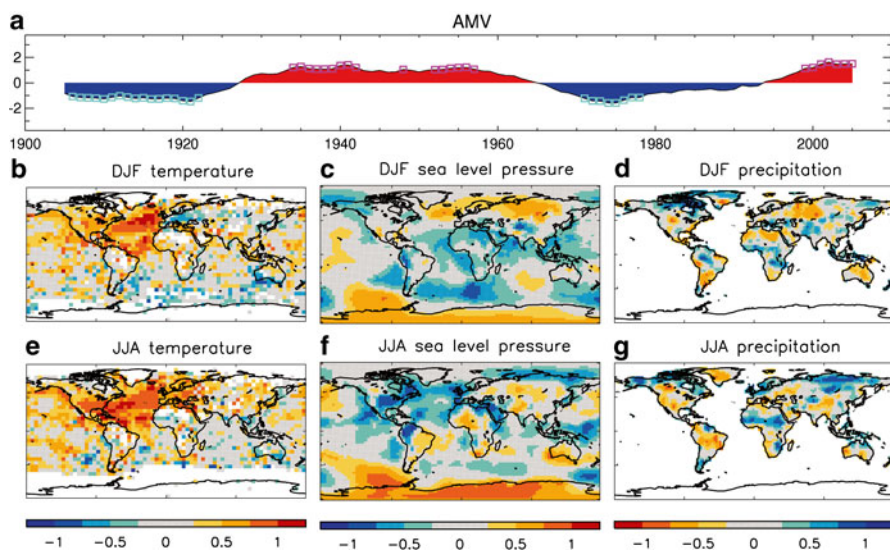 a AMV
2
0
-2
1900 1920 1940 1960 1980 2000
b DJF temperature c DJF sea level pressure d DJF precipitation
e JJA temperature f JJA sea level pressure g JJA precipitation
-1 -0.5 0 0.5 1 -1 -0.5 0 0.5 1 -1 -0.5 0 0.5 1